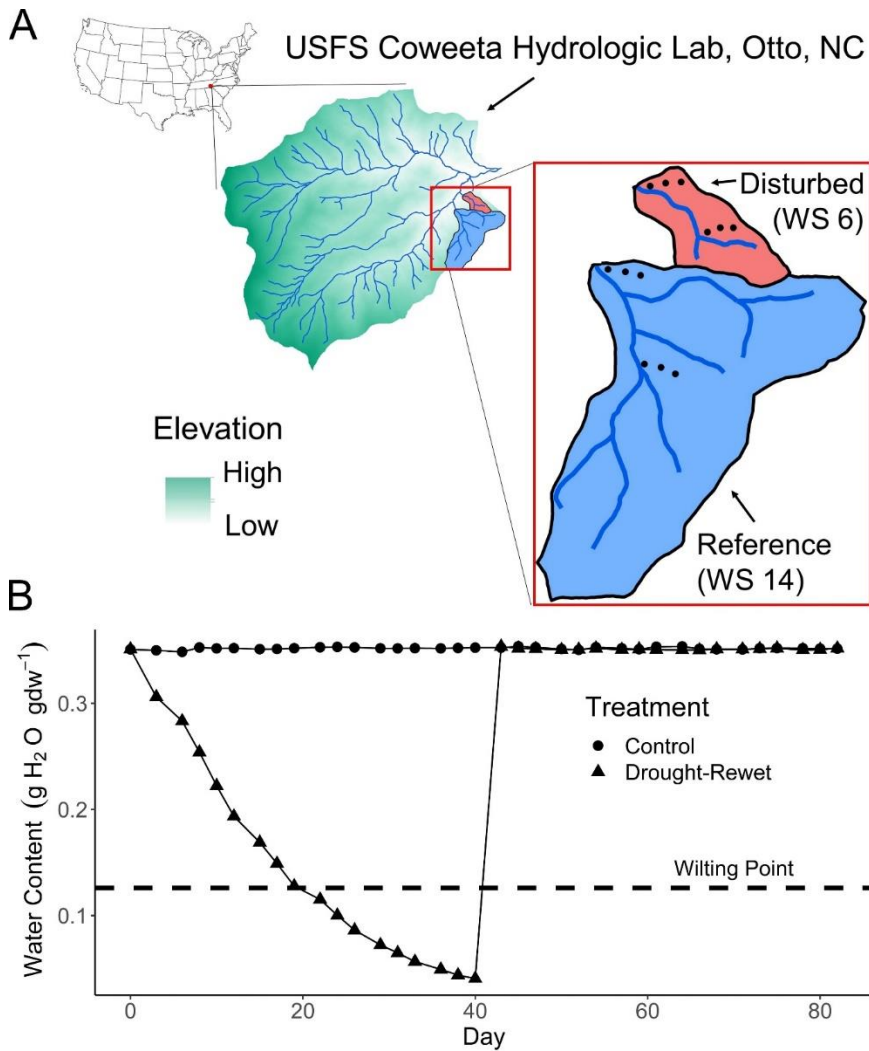 A
USFS Coweeta Hydrologic Lab, Otto, NC
Disturbed
(WS 6)
Elevation
High
Low
Reference
(WS 14)
B
Water Content (g H₂O gdw⁻¹)
0.3
0.2
0.1
Treatment
Control
Drought-Rewet
Wilting Point
0
20
40
60
80
Day